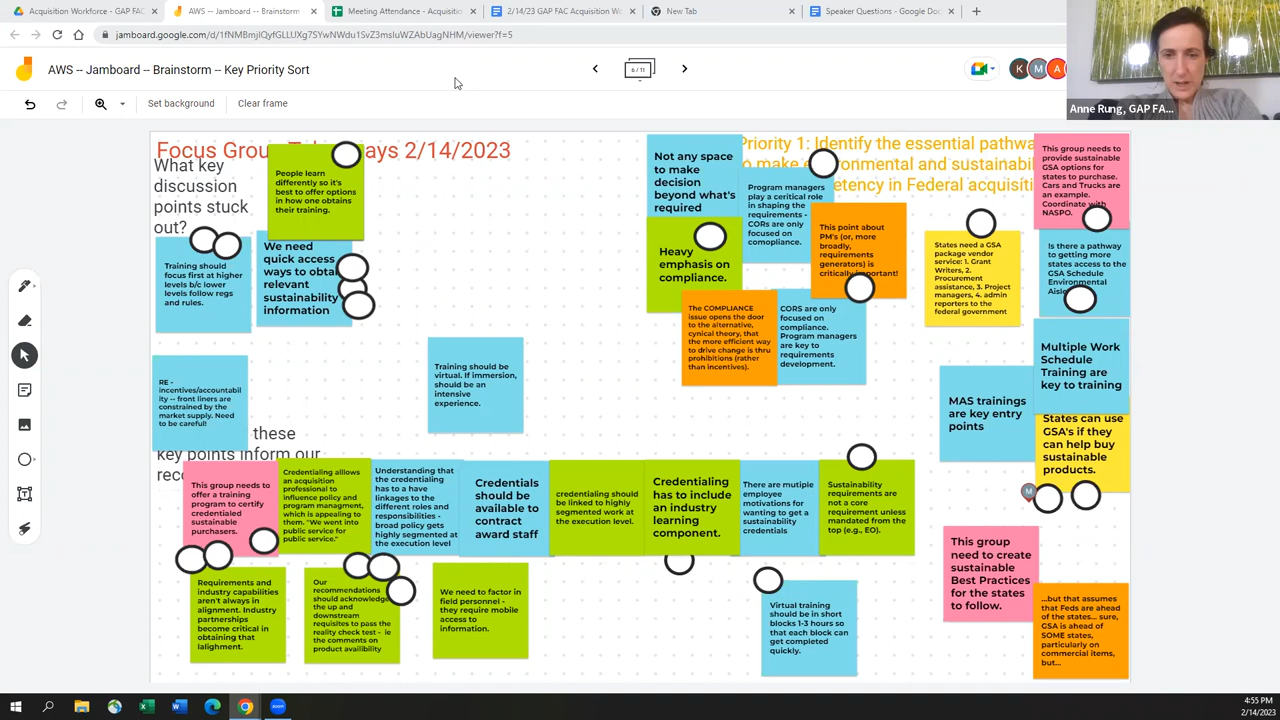 Acquisition Workforce - GAP FAC
AWS -- Jamboard -- Brainstorm
Meeting Attendance - Acquisitio
2/14/23 GAP FAC Acquisition Wo
New Tab
Speaker Questions - Google Doc
AWS -- Jamboard -- Brainstorm -- Key Priority Sort
6 / 11
K M A
Anne Rung, GAP FA...
Set background
Clear frame
Focus Grou
ays 2/14/2023
What key
discussion
points stuck
out?
People learn
differently so it's
best to offer options
in how one obtains
their training.
Training should
focus first at higher
levels b/c lower
levels follow regs
and rules.
We need
quick access
ways to obta
relevant
sustainability
information
RE -
incentives/accountabil
ity -- front liners are
constrained by the
market supply. Need
to be careful!
Training should be
virtual. If immersion,
should be an
intensive
experience.
these
key points inform our
rec
Priority 1: Identify the essential pathwa
to make environmental and sustainabi
etency in Federal acquisiti
Not any space
to make
decision
beyond what's
required
Program managers
play a ceritical role
in shaping the
requirements -
CORs are only
focused on
comopliance.
This point about
PM's (or, more
broadly,
requirements
generators) is
critically important!
Heavy
emphasis on
compliance.
The COMPLIANCE
issue opens the door
to the alternative,
cynical theory, that
the more efficient way
to drive change is thru
prohibitions (rather
than incentives).
CORS are only
focused on
compliance.
Program managers
are key to
requirements
development.
This group needs to
provide sustainable
GSA options for
states to purchase.
Cars and Trucks are
an example.
Coordinate with
NASPO.
States need a GSA
package vendor
service: 1. Grant
Writers, 2.
Procurement
assistance, 3. Project
managers, 4. admin
reporters to the
federal government
Is there a pathway
to getting more
states access to the
GSA Schedule
Environmental
Aisle
Multiple Work
Schedule
Training are
key to training
MAS trainings
are key entry
points
States can use
GSA's if they
can help buy
sustainable
products.
M
This group needs to
offer a training
program to certify
credentialed
sustainable
purchasers.
Credentialing alllows
an acquisition
professional to
influence policy and
program managment,
which is appealing to
them. "We went into
public service for
public service."
Understanding that
the credentialing
has to a have
linkages to the
different roles and
responsibilities -
broad policy gets
highly segmented at
the execution level
Credentials
should be
available to
contract
award staff
credentialing should
be linked to highly
segmented work at
the execution level.
Credentialing
has to include
an industry
learning
component.
There are mutiple
employee
motivations for
wanting to get a
sustainability
credentials
Sustainability
requirements are
not a core
requirement unless
mandated from the
top (e.g., EO).
Requirements and
industry capabilities
aren't always in
alignment. Industry
partnerships
become critical in
obtaining that
lalighment.
Our
recommendations
should acknowledge
the up and
downstream
requisites to pass the
reality check test - ie
the comments on
product availibility
We need to factor in
field personnel -
they require mobile
access to
information.
Virtual training
should be in short
blocks 1-3 hours so
that each block can
get completed
quickly.
This group
need to create
sustainable
Best Practices
for the states
to follow.
...but that assumes
that Feds are ahead
of the states... sure,
GSA is ahead of
SOME states,
particularly on
commercial items,
but...
4:55 PM
2/14/2023